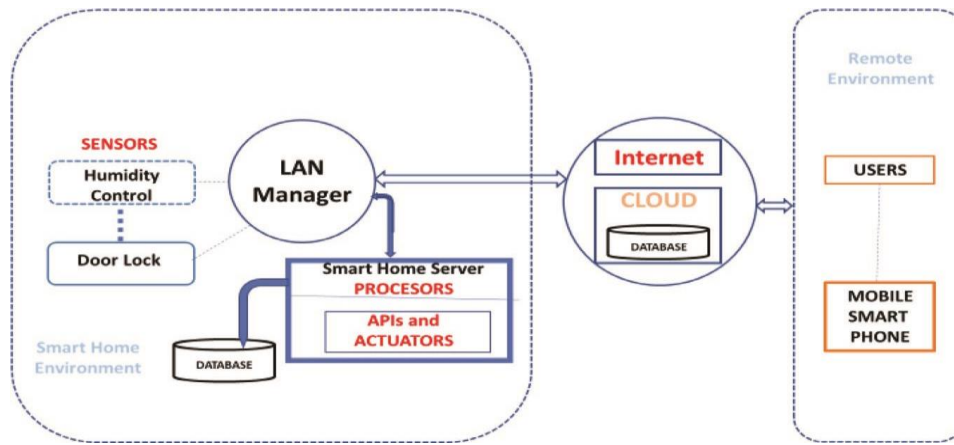 SENSORS
Humidity
Control
Door Lock
LAN
Manager
Smart Home Server
PROCESORS
APIs and
ACTUATORS
Smart Home
Environment
DATABASE
Internet
CLOUD
DATABASE
Remote
Environment
USERS
MOBILE
SMART
PHONE